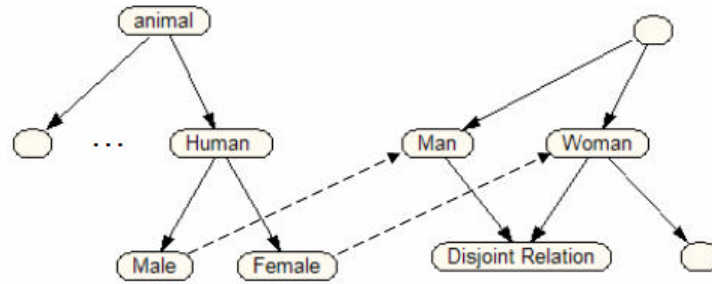 animal
...
Human
Man
Woman
Male
Female
Disjoint Relation